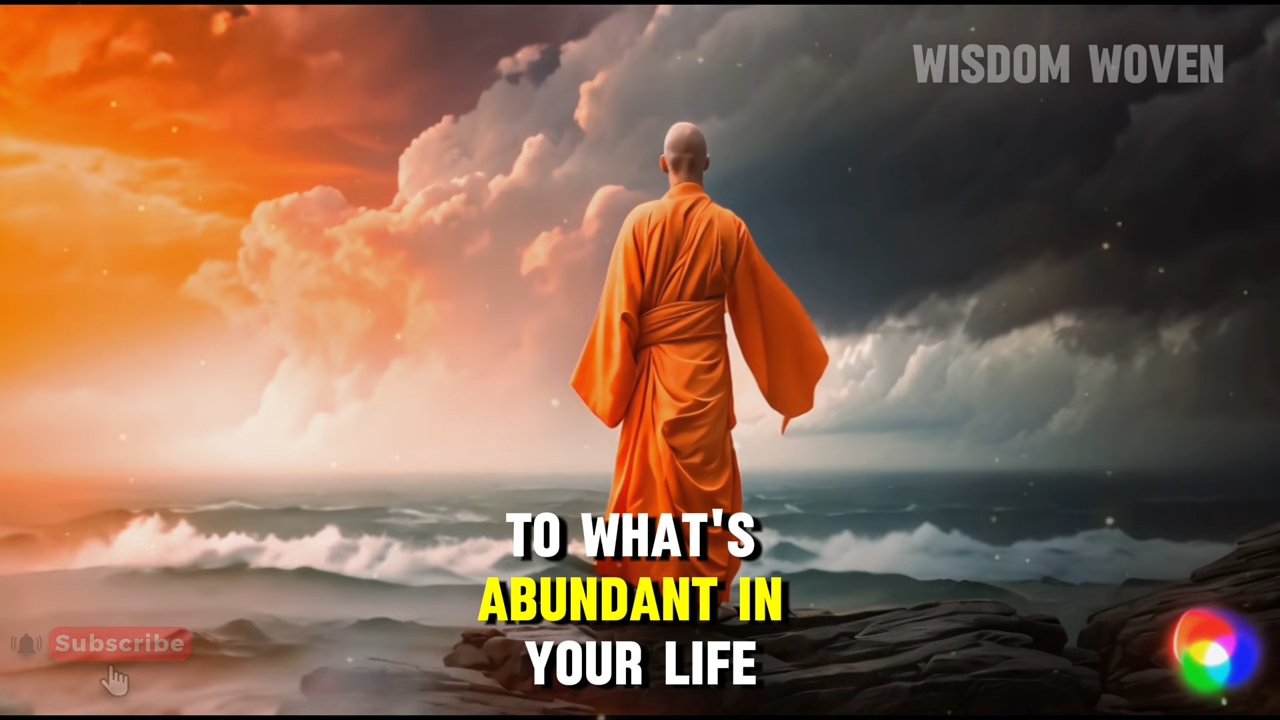 WISDOM WOVEN
TO WHAT'S
ABUNDANT IN
YOUR LIFE
Subscribe